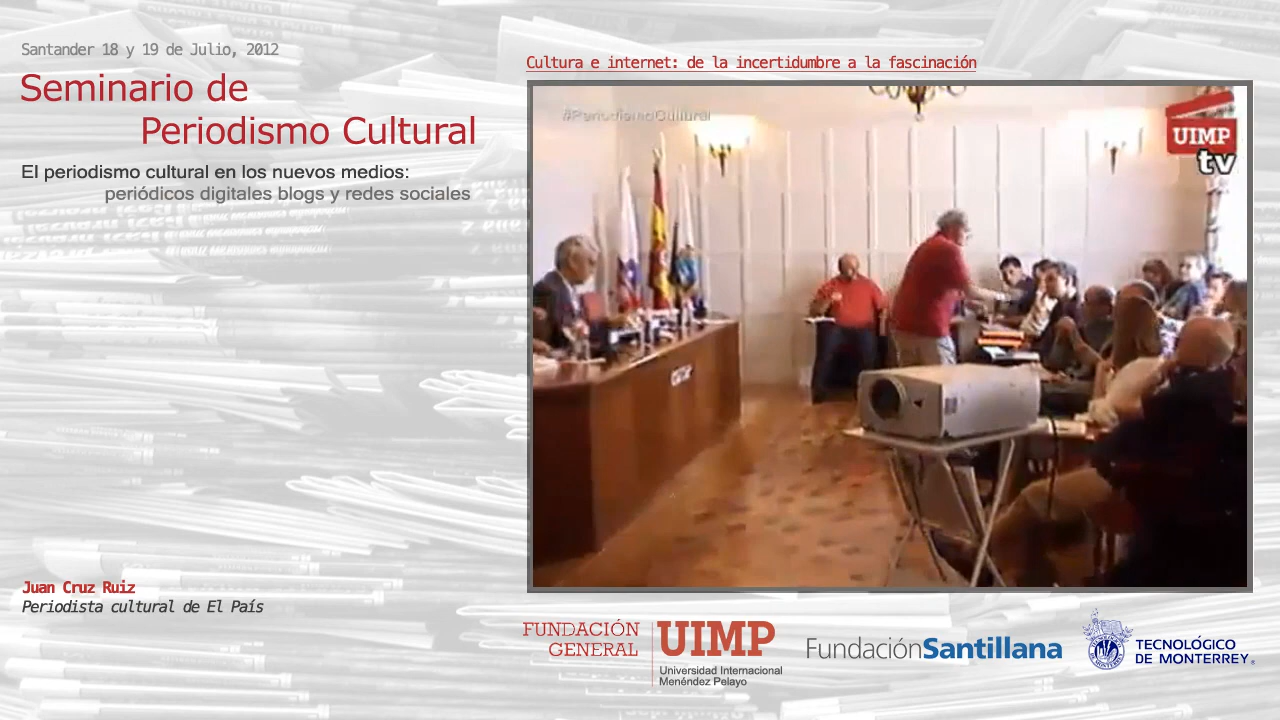 Santander 18 y 19 de Julio, 2012
Seminario de
Periodismo Cultural
El periodismo cultural en los nuevos medios:
periódicos digitales blogs y redes sociales
Cultura e internet: de la incertidumbre a la fascinación
#PeriodismoCultural
UIMP
tv
Juan Cruz Ruiz
Periodista cultural de El País
FUNDACIÓN
GENERAL
UIMP
Universidad Internacional
Menéndez Pelayo
FundaciónSantillana
TECNOLÓGICO
DE MONTERREY®